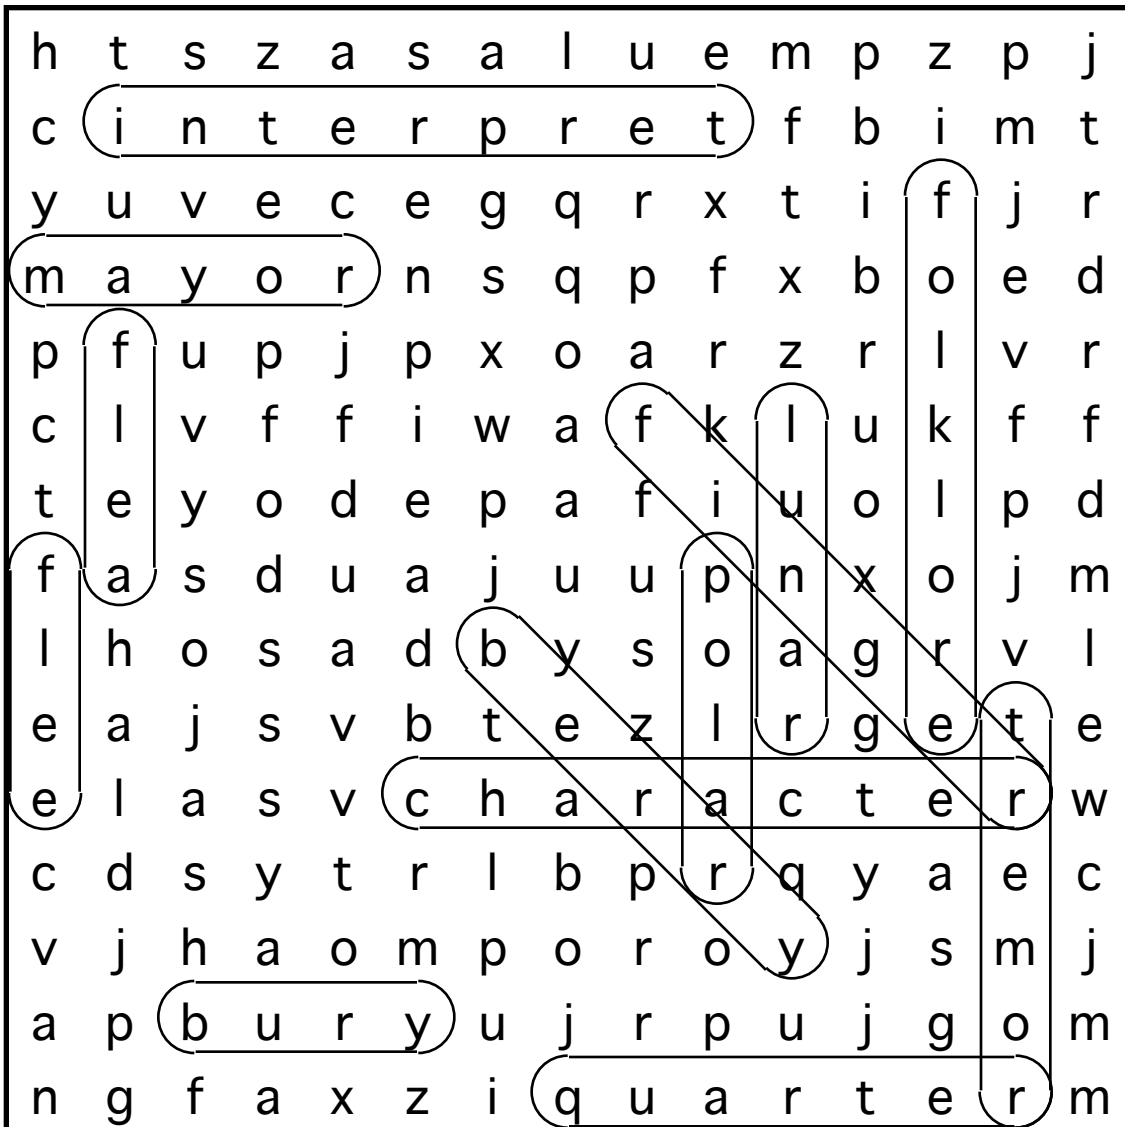 h t s z a s a l u e m p z p j
c i n t e r p r e t f b i m t
y u v e c e g q r x t i f j r
m a y o r n s q p f x b o e d
p f u p j p x o a r z r l v r
c l v f f i w a f k l u k f f
t e y o d e p a f i u o l p d
f a s d u a j u u p n x o j m
l h o s a d b y s o a g r v l
e a j s v b t e z l r g e t e
e l a s v c h a r a c t e r w
c d s y t r l b p r q y a e c
v j h a o m p o r o y j s m j
a p b u r y u j r p u j g o m
n g f a x z i q u a r t e r m